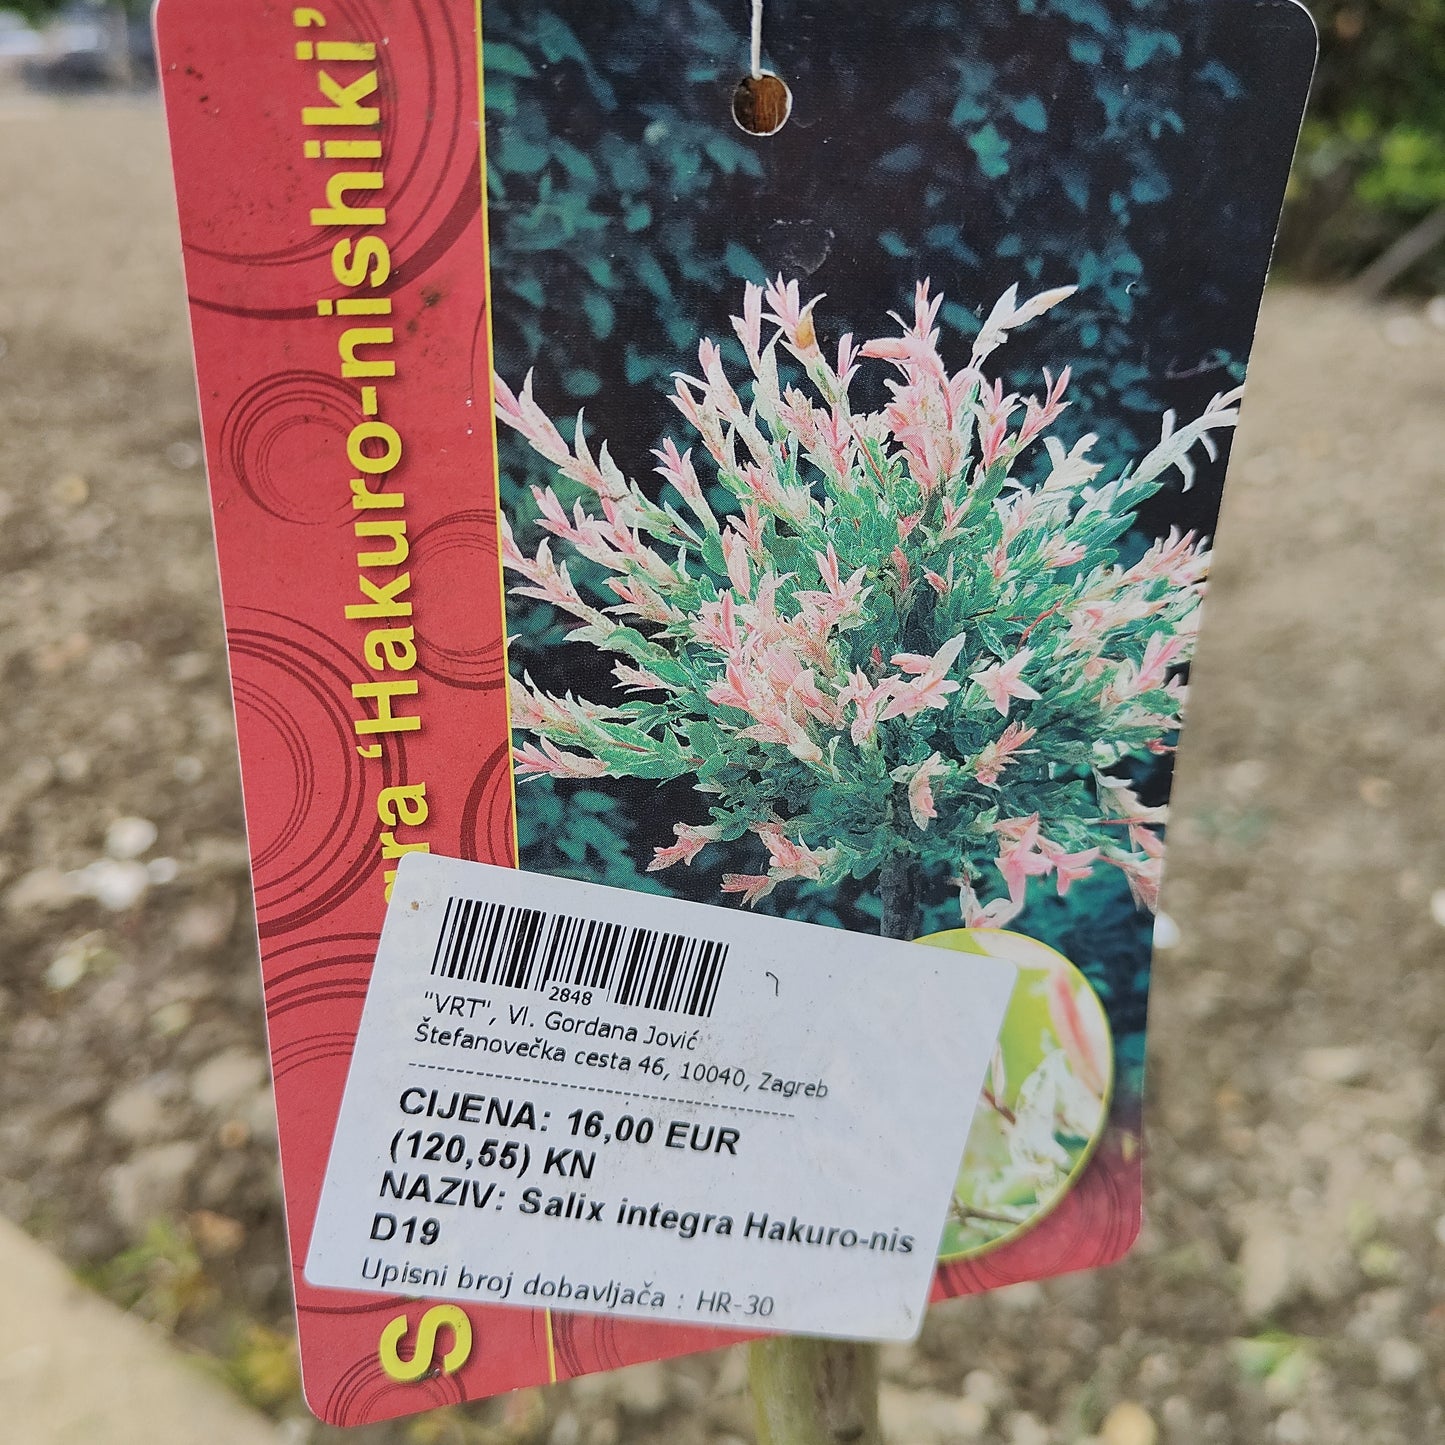 S gra 'Hakuro-nishiki'
2848
"VRT", Vl. Gordana Jović
Štefanovečka cesta 46, 10040, Zagreb
CIJENA: 16,00 EUR
(120,55) KN
NAZIV: Salix integra Hakuro-nis
D19
Upisni broj dobavljača : HR-30